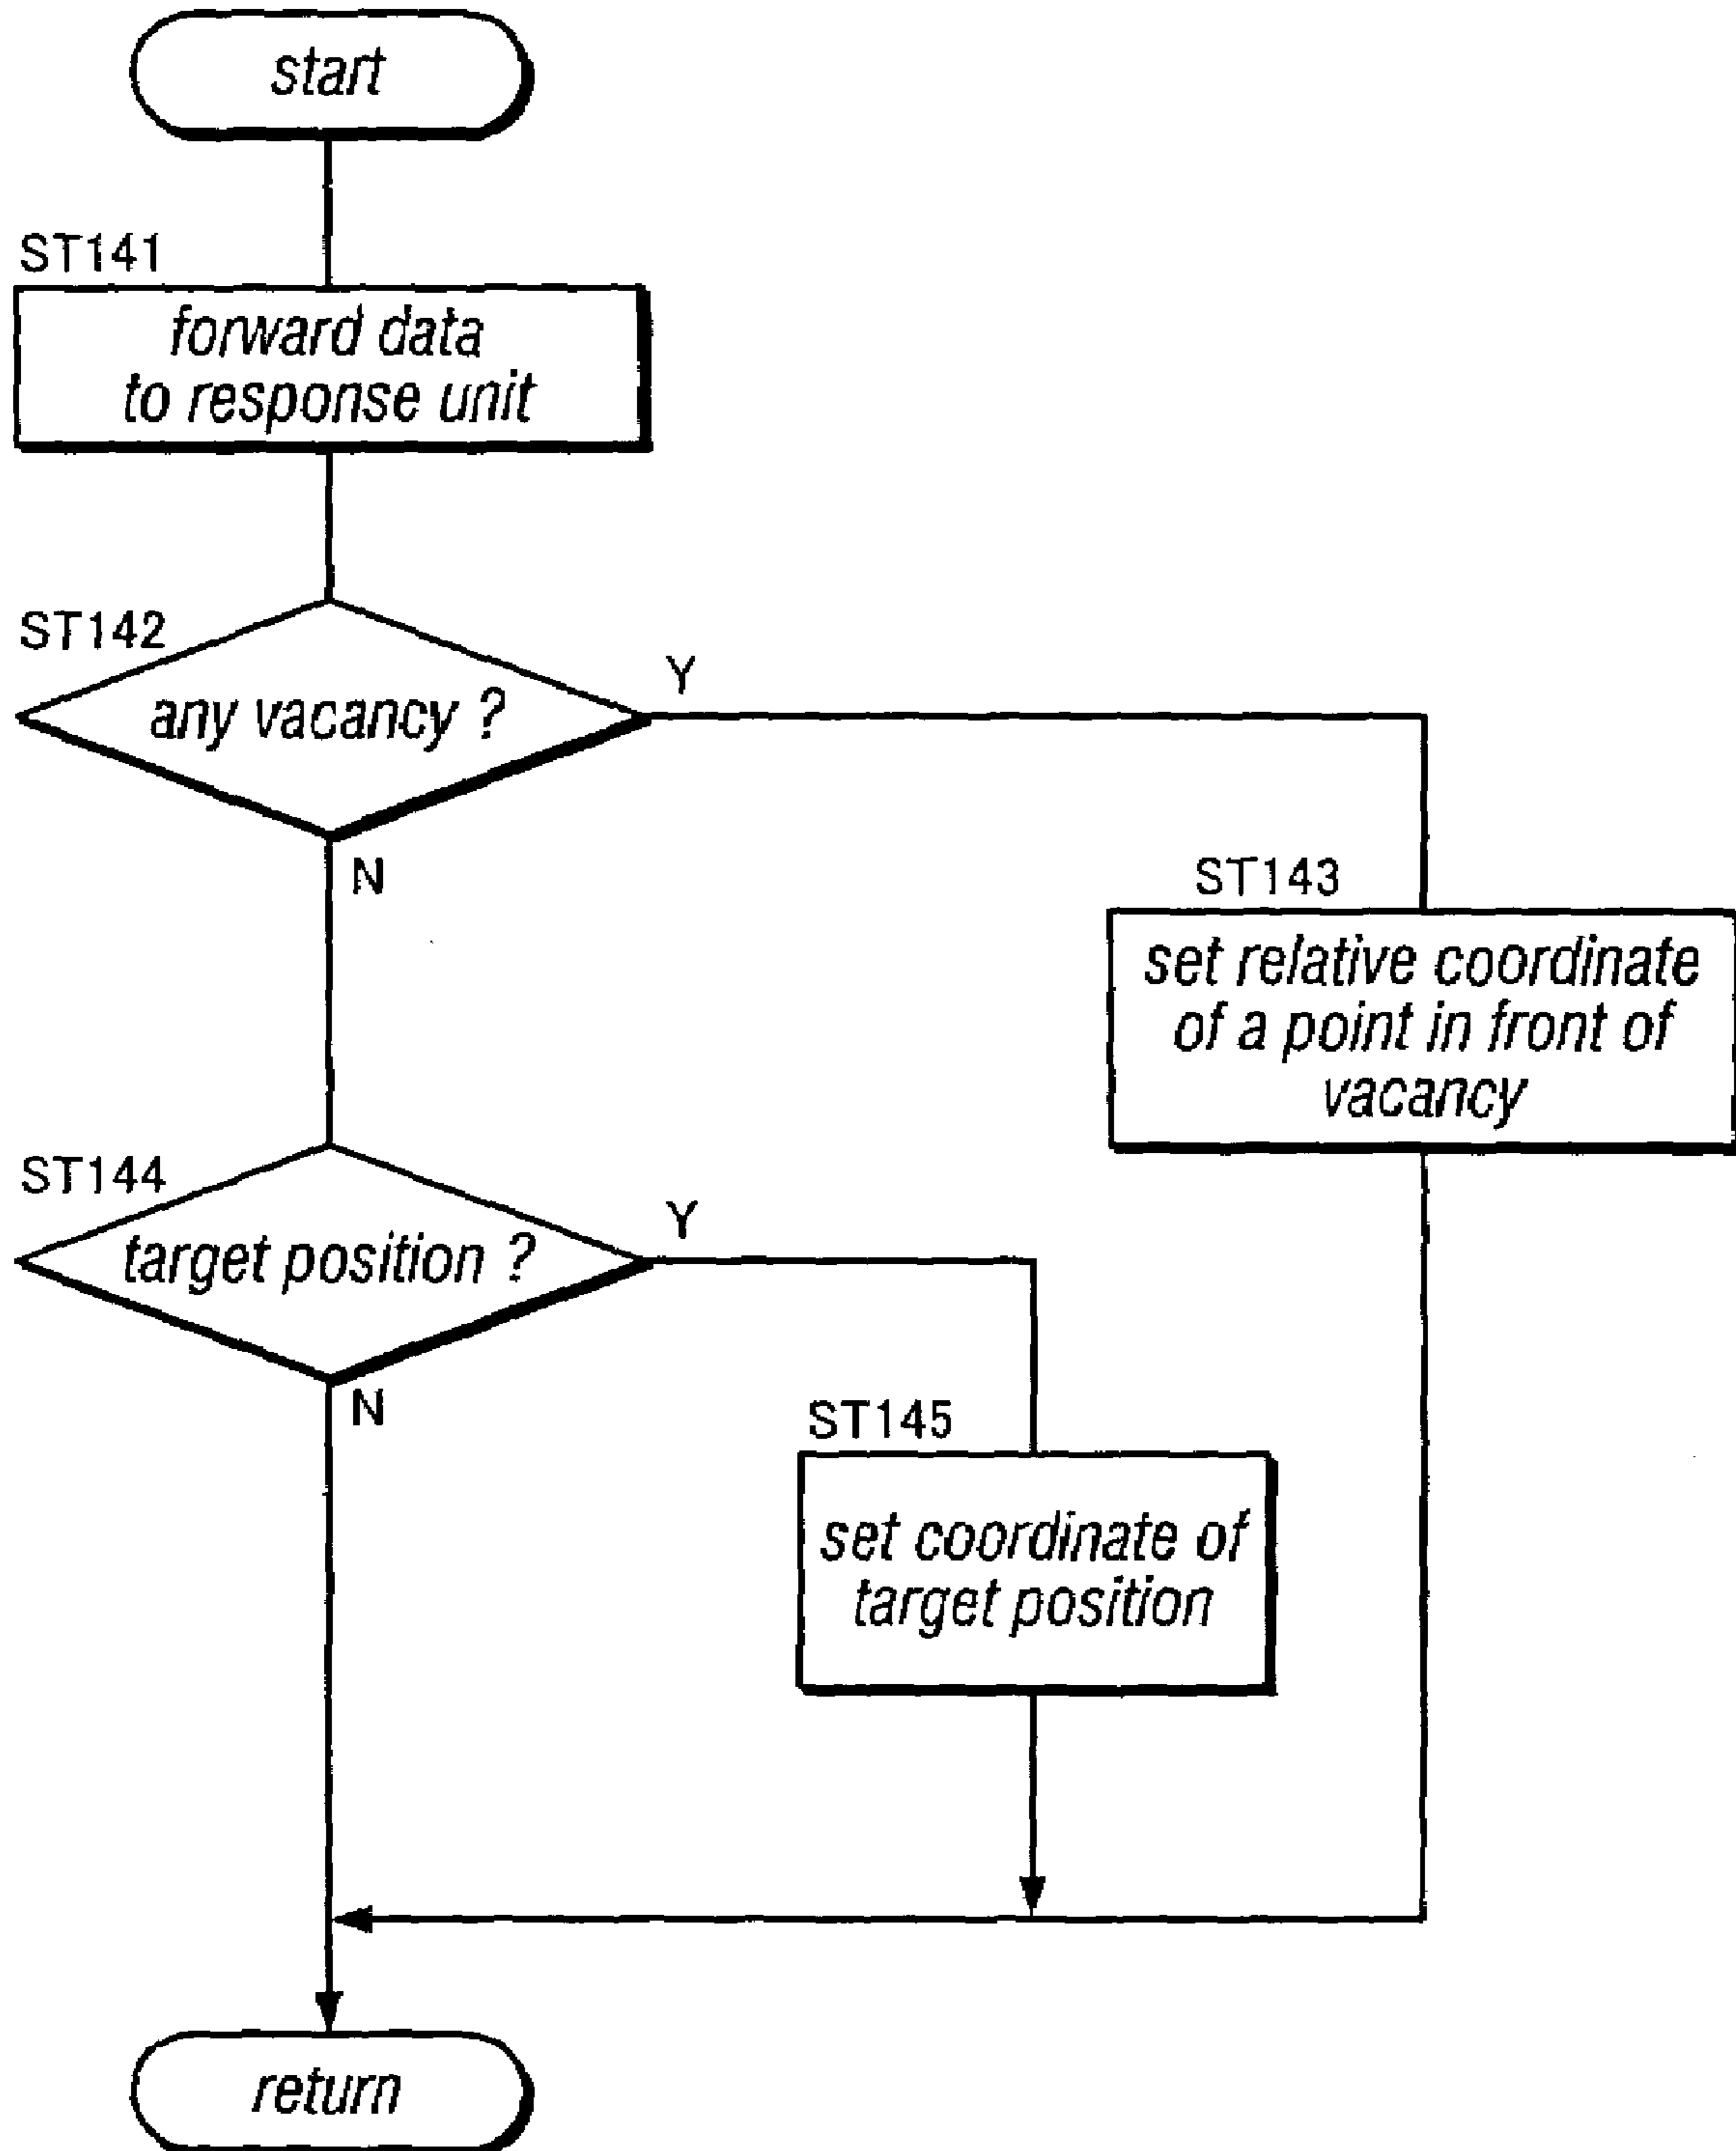 start
ST141
forward data
to response unit
ST142
any vacancy ?
Y
N
ST143
set relative coordinate
of a point in front of
vacancy
ST144
target position ?
Y
N
ST145
set coordinate of
target position
return